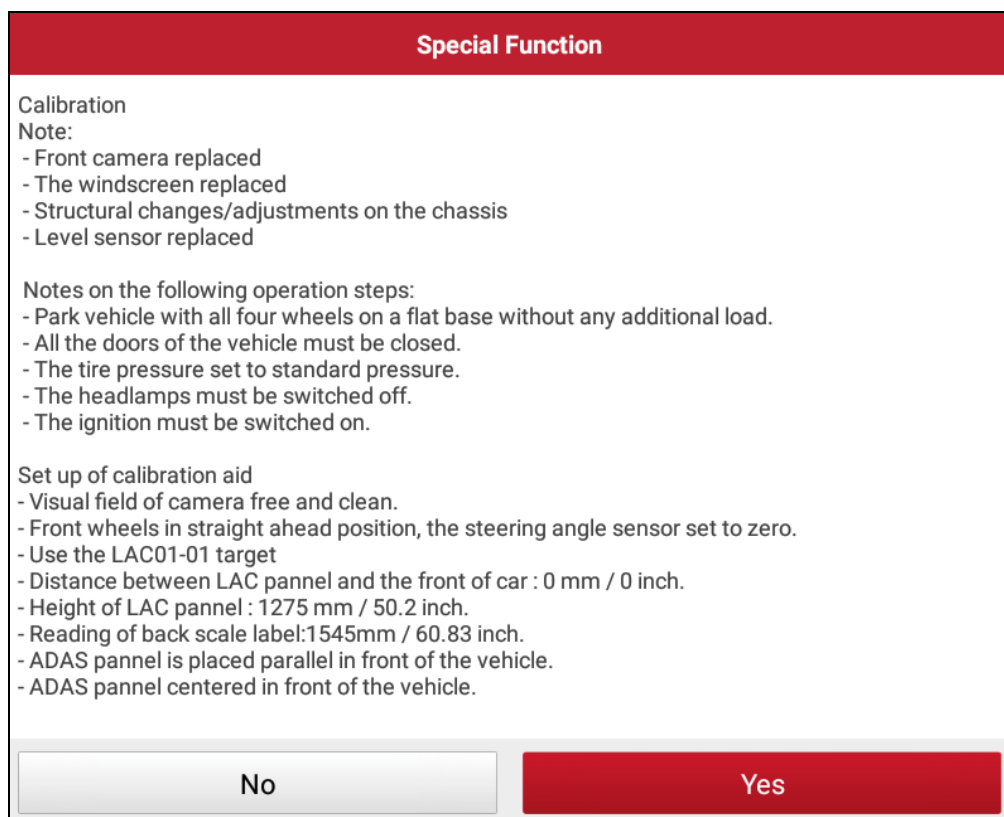 Special Function
Calibration
Note:
- Front camera replaced
- The windscreen replaced
- Structural changes/adjustments on the chassis
- Level sensor replaced
Notes on the following operation steps:
- Park vehicle with all four wheels on a flat base without any additional load.
- All the doors of the vehicle must be closed.
- The tire pressure set to standard pressure.
- The headlamps must be switched off.
- The ignition must be switched on.
Set up of calibration aid
- Visual field of camera free and clean.
- Front wheels in straight ahead position, the steering angle sensor set to zero.
- Use the LAC01-01 target
- Distance between LAC pannel and the front of car : 0 mm / 0 inch.
- Height of LAC pannel : 1275 mm / 50.2 inch.
- Reading of back scale label:1545mm / 60.83 inch.
- ADAS pannel is placed parallel in front of the vehicle.
- ADAS pannel centered in front of the vehicle.
No
Yes